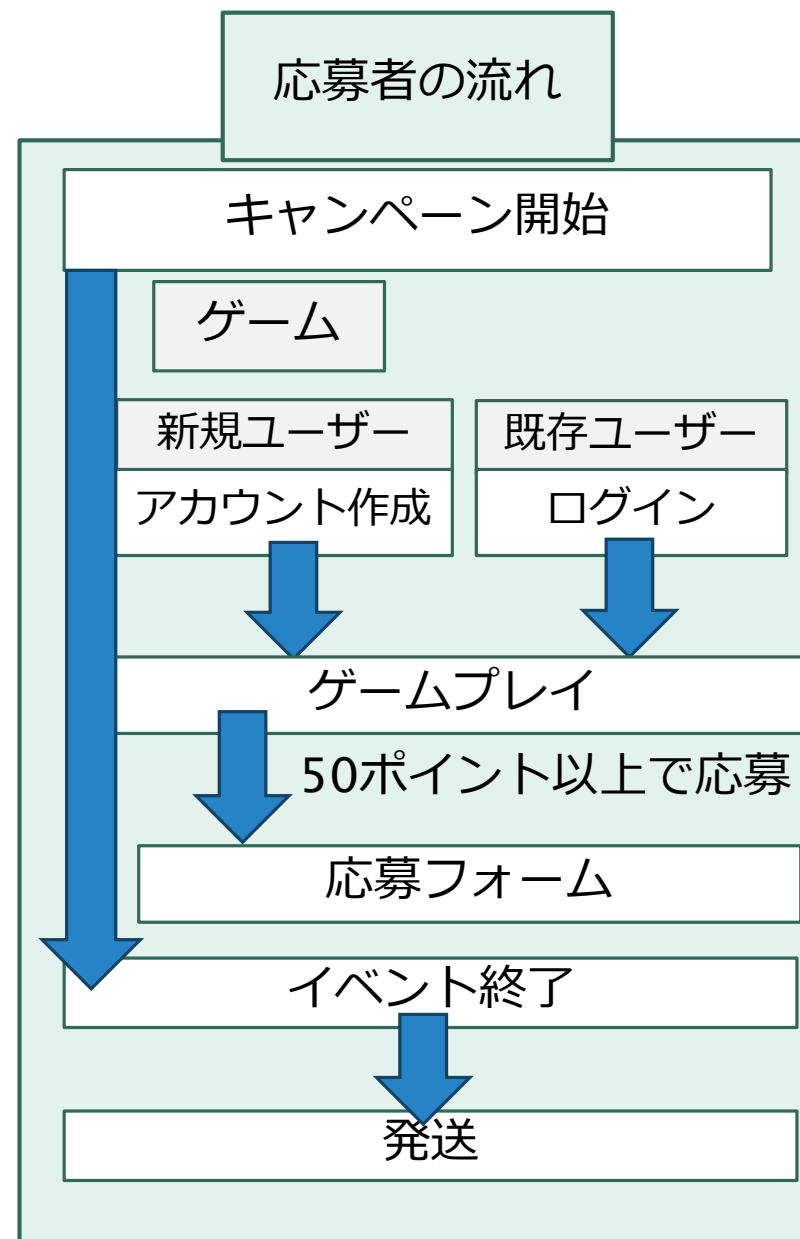 応募者の流れ
キャンペーン開始
ゲーム
新規ユーザー
既存ユーザー
アカウント作成
ログイン
ゲームプレイ
50ポイント以上で応募
応募フォーム
イベント終了
発送